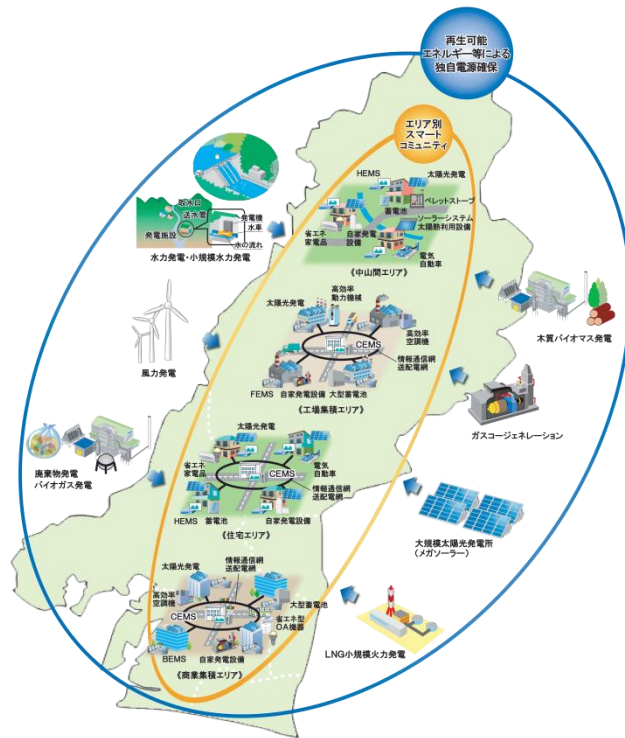 再生可能
エネルギー等による
独自電源確保
エリア別
スマート
コミュニティ
HEMS
太陽光発電
蓄電池
ペレットストーブ
ソーラーシステム
太陽熱利用設備
省エネ
家電品
自家発電
設備
電気
自動車
《中山間エリア》
取水口
送水管
発電施設
発電機
水車
水の流れ
水力発電・小規模水力発電
風力発電
太陽光発電
高効率
動力機械
高効率
空調機
CEMS
情報通信網
送配電網
FEMS
自家発電設備
大型蓄電池
《工場集積エリア》
木質バイオマス発電
ガスコージェネレーション
廃棄物発電
バイオガス発電
太陽光発電
省エネ
家電品
CEMS
電気
自動車
情報通信網
送配電網
HEMS
蓄電池
自家発電設備
《住宅エリア》
大規模太陽光発電所
(メガソーラー)
太陽光発電
情報通信網
送配電網
高効率
空調機
CEMS
大型蓄電池
省エネ型
OA機器
BEMS
自家発電設備
《商業集積エリア》
LNG小規模火力発電